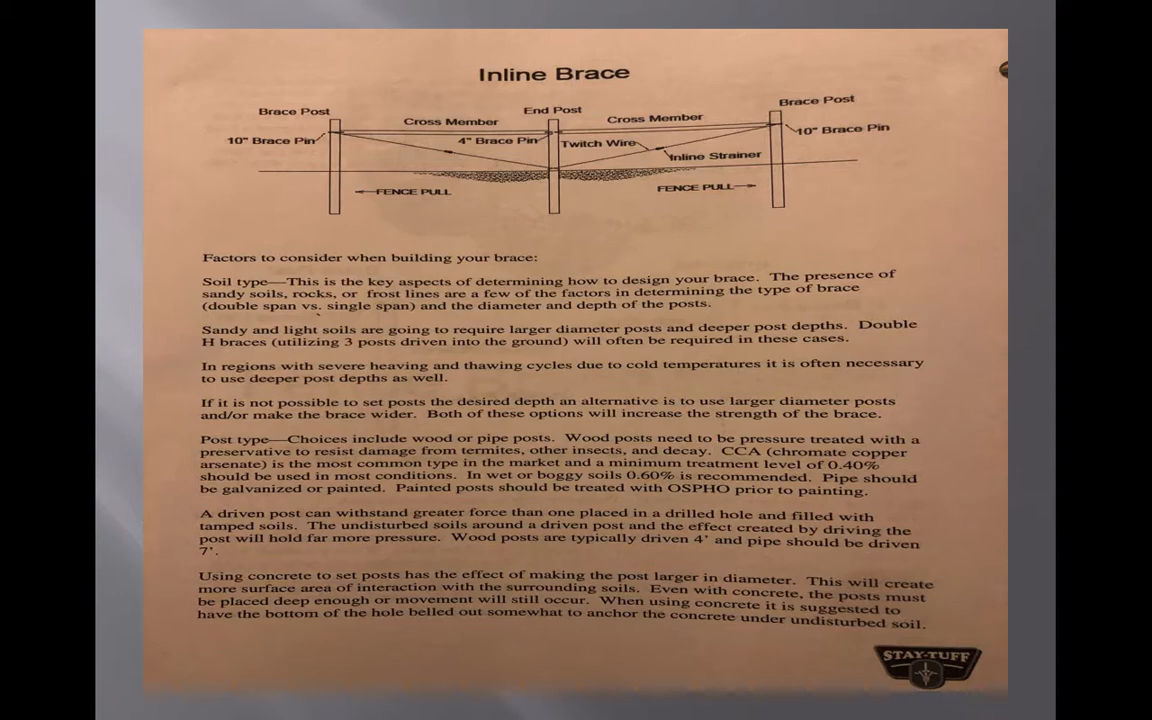 Inline Brace
Brace Post
End Post
Brace Post
Cross Member
Cross Member
10" Brace Pin
4" Brace Pin
Twitch Wire
10" Brace Pin
Inline Strainer
FENCE PULL
FENCE PULL
Factors to consider when building your brace:
Soil type—This is the key aspects of determining how to design your brace. The presence of
sandy soils, rocks, or frost lines are a few of the factors in determining the type of brace
(double span vs. single span) and the diameter and depth of the posts.
Sandy and light soils are going to require larger diameter posts and deeper post depths. Double
H braces (utilizing 3 posts driven into the ground) will often be required in these cases.
In regions with severe heaving and thawing cycles due to cold temperatures it is often necessary
to use deeper post depths as well.
If it is not possible to set posts the desired depth an alternative is to use larger diameter posts
and/or make the brace wider. Both of these options will increase the strength of the brace.
Post type—Choices include wood or pipe posts. Wood posts need to be pressure treated with a
preservative to resist damage from termites, other insects, and decay. CCA (chromate copper
arsenate) is the most common type in the market and a minimum treatment level of 0.40%
should be used in most conditions. In wet or boggy soils 0.60% is recommended. Pipe should
be galvanized or painted. Painted posts should be treated with OSPHO prior to painting.
A driven post can withstand greater force than one placed in a drilled hole and filled with
tamped soils. The undisturbed soils around a driven post and the effect created by driving the
post will hold far more pressure. Wood posts are typically driven 4' and pipe should be driven
7'.
Using concrete to set posts has the effect of making the post larger in diameter. This will create
more surface area of interaction with the surrounding soils. Even with concrete, the posts must
be placed deep enough or movement will still occur. When using concrete it is suggested to
have the bottom of the hole belled out somewhat to anchor the concrete under undisturbed soil.
STAY-TUFF